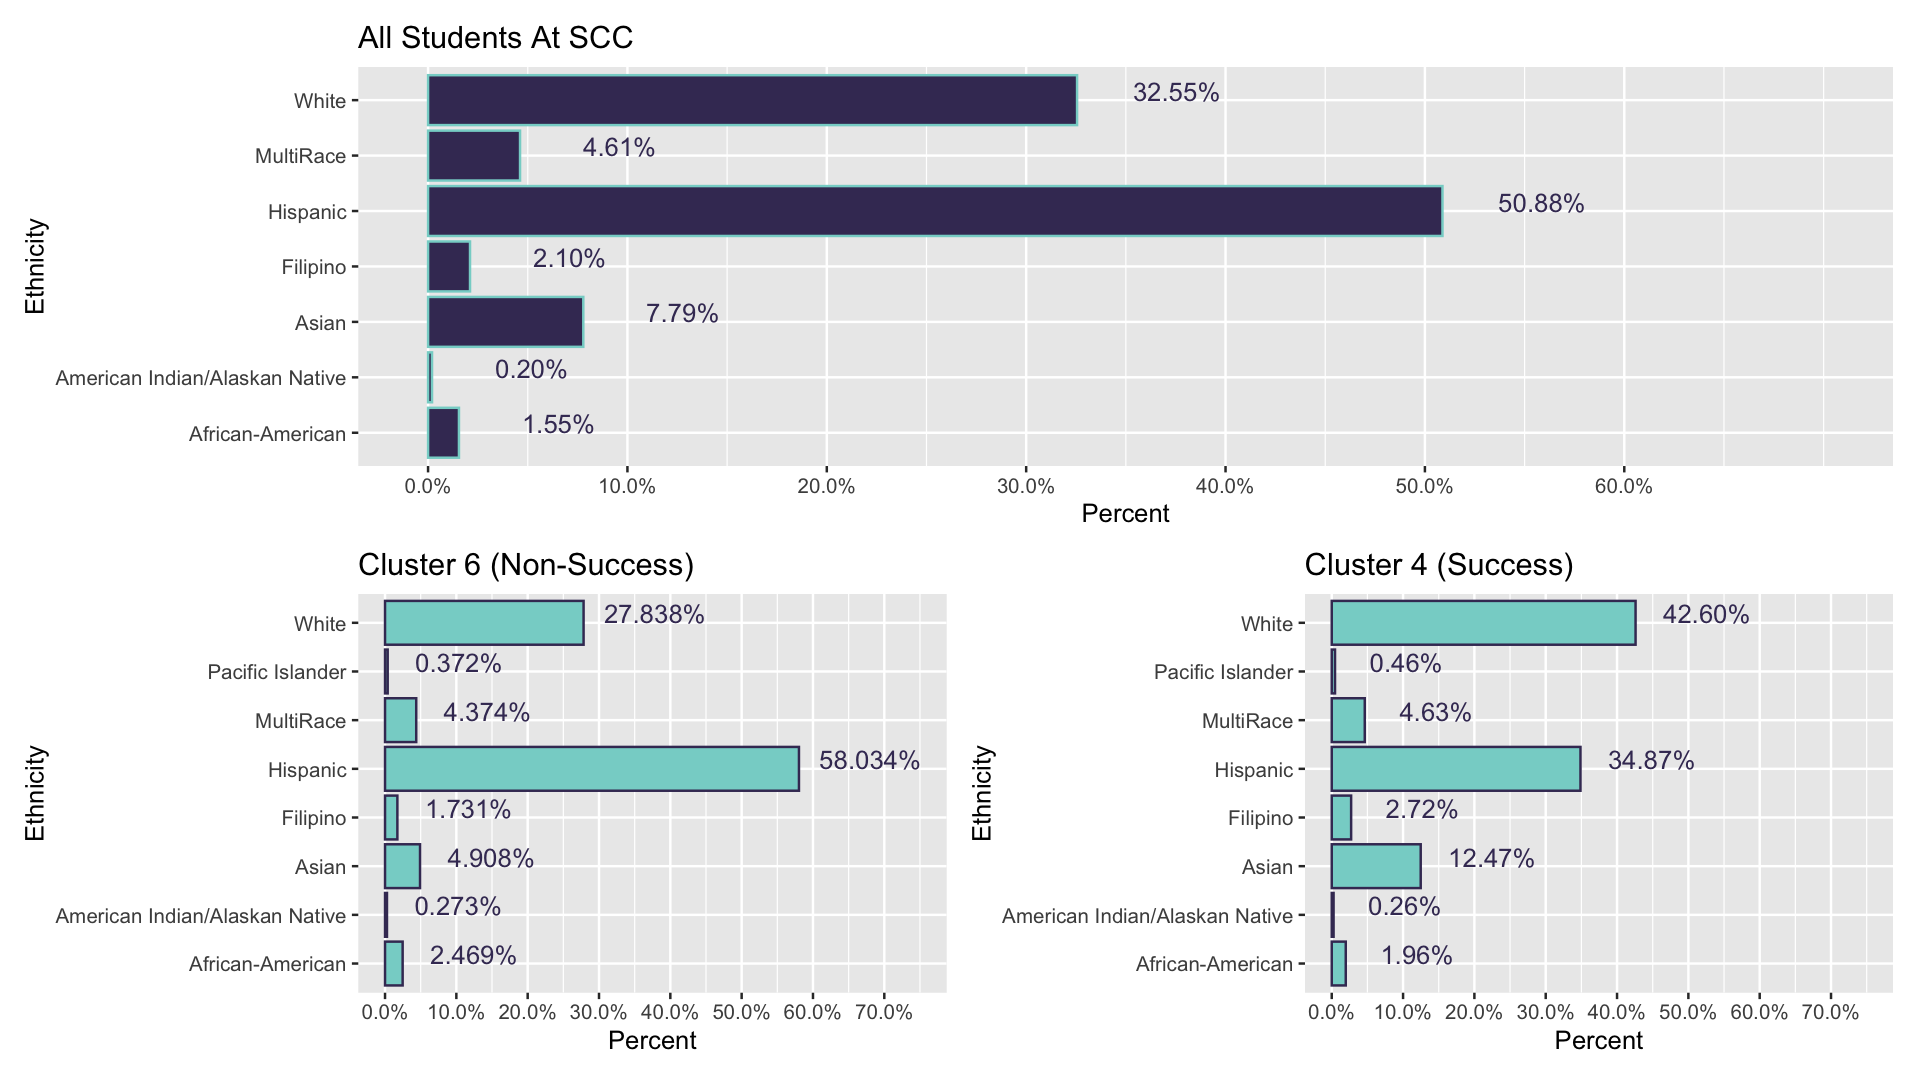 All Students At SCC
Ethnicity
White
32.55%
MultiRace
4.61%
Hispanic
50.88%
Filipino
2.10%
Asian
7.79%
American Indian/Alaskan Native
0.20%
African-American
1.55%
0.0% 10.0% 20.0% 30.0% 40.0% 50.0% 60.0%
Percent
Cluster 6 (Non-Success)
Ethnicity
White
27.838%
Pacific Islander
0.372%
MultiRace
4.374%
Hispanic
58.034%
Filipino
1.731%
Asian
4.908%
American Indian/Alaskan Native
0.273%
African-American
2.469%
0.0% 10.0% 20.0% 30.0% 40.0% 50.0% 60.0% 70.0%
Percent
Cluster 4 (Success)
Ethnicity
White
42.60%
Pacific Islander
0.46%
MultiRace
4.63%
Hispanic
34.87%
Filipino
2.72%
Asian
12.47%
American Indian/Alaskan Native
0.26%
African-American
1.96%
0.0% 10.0% 20.0% 30.0% 40.0% 50.0% 60.0% 70.0%
Percent